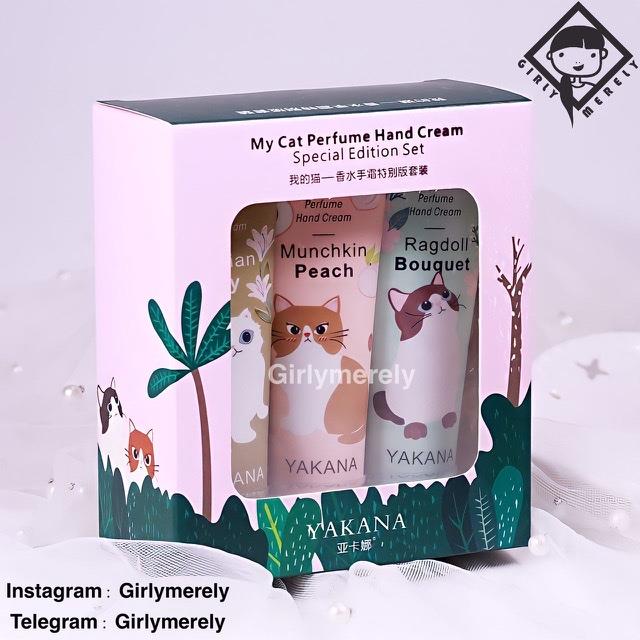 GIRLY MERELY
My Cat Perfume Hand Cream
Special Edition Set
我的猫—香水手霜特别版套装
Perfume
Hand Cream
Munchkin
Peach
YAKANA
Perfume
Hand Cream
Ragdoll
Bouquet
YAKANA
Girlymerely
YAKANA
亚卡娜
Instagram : Girlymerely
Telegram : Girlymerely